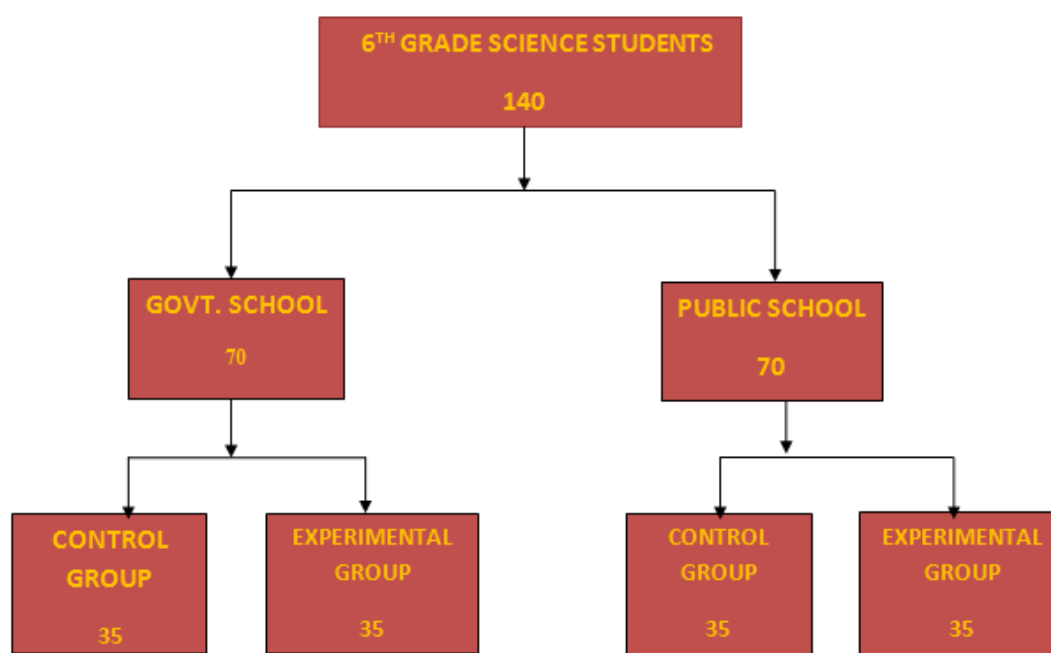 6TH GRADE SCIENCE STUDENTS
140
GOVT. SCHOOL
70
PUBLIC SCHOOL
70
CONTROL
GROUP
35
EXPERIMENTAL
GROUP
35
CONTROL
GROUP
35
EXPERIMENTAL
GROUP
35